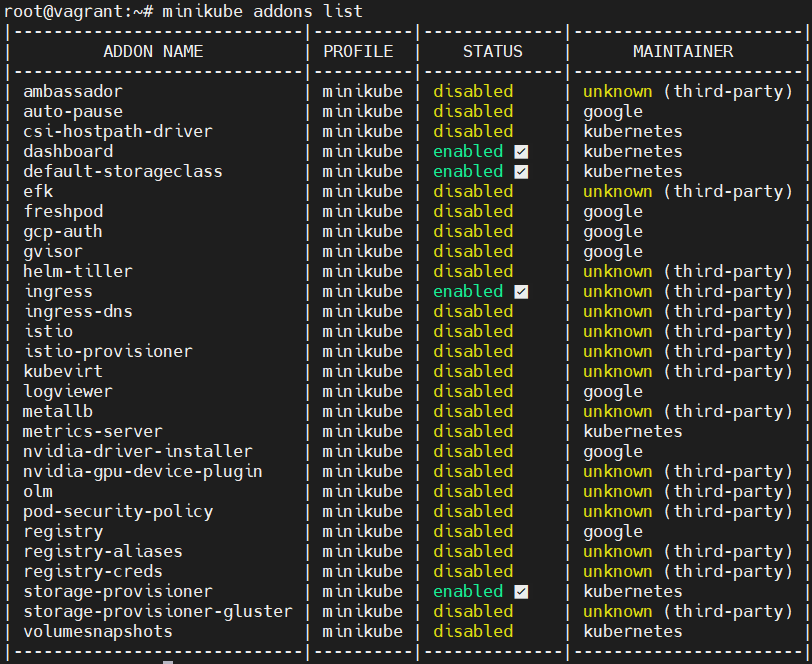 root@vagrant:~# minikube addons list
|-----------------------------|----------|--------------|-----------------------|
|         ADDON NAME          | PROFILE  |    STATUS    |      MAINTAINER       |
|-----------------------------|----------|--------------|-----------------------|
| ambassador                  | minikube | disabled     | unknown (third-party) |
| auto-pause                  | minikube | disabled     | google                |
| csi-hostpath-driver         | minikube | disabled     | kubernetes            |
| dashboard                   | minikube | enabled ✅   | kubernetes            |
| default-storageclass        | minikube | enabled ✅   | kubernetes            |
| efk                         | minikube | disabled     | unknown (third-party) |
| freshpod                    | minikube | disabled     | google                |
| gcp-auth                    | minikube | disabled     | google                |
| gvisor                      | minikube | disabled     | google                |
| helm-tiller                 | minikube | disabled     | unknown (third-party) |
| ingress                     | minikube | enabled ✅   | unknown (third-party) |
| ingress-dns                 | minikube | disabled     | unknown (third-party) |
| istio                       | minikube | disabled     | unknown (third-party) |
| istio-provisioner           | minikube | disabled     | unknown (third-party) |
| kubevirt                    | minikube | disabled     | unknown (third-party) |
| logviewer                   | minikube | disabled     | google                |
| metallb                     | minikube | disabled     | unknown (third-party) |
| metrics-server              | minikube | disabled     | kubernetes            |
| nvidia-driver-installer     | minikube | disabled     | google                |
| nvidia-gpu-device-plugin    | minikube | disabled     | unknown (third-party) |
| olm                         | minikube | disabled     | unknown (third-party) |
| pod-security-policy         | minikube | disabled     | unknown (third-party) |
| registry                    | minikube | disabled     | google                |
| registry-aliases            | minikube | disabled     | unknown (third-party) |
| registry-creds              | minikube | disabled     | unknown (third-party) |
| storage-provisioner         | minikube | enabled ✅   | kubernetes            |
| storage-provisioner-gluster | minikube | disabled     | unknown (third-party) |
| volumesnapshots             | minikube | disabled     | kubernetes            |
|-----------------------------|----------|--------------|-----------------------|